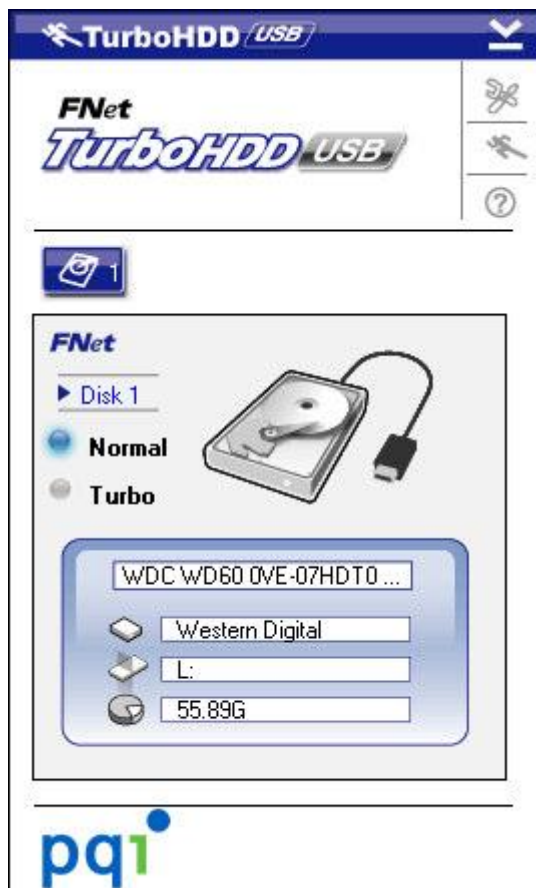 TurboHDD USB
FNet
TurboHDD USB
1
FNet
Disk 1
Normal
Turbo
WDC WD60 0VE-07HDT0 ...
Western Digital
L:
55.89G
pqi